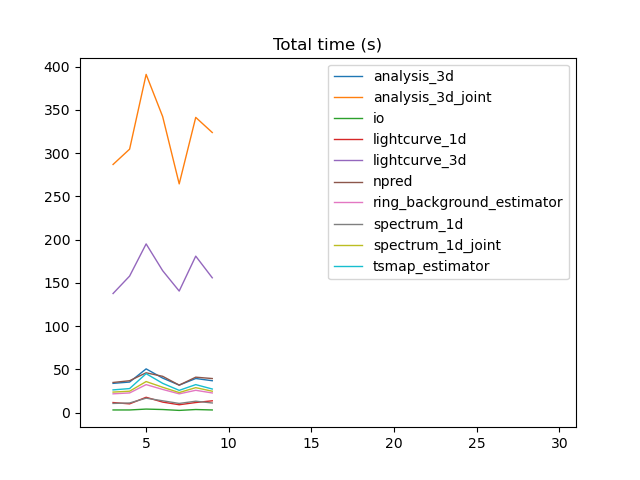 Total time (s)
400
350
300
250
200
150
100
50
0
5
10
15
20
25
30
analysis_3d
analysis_3d_joint
io
lightcurve_1d
lightcurve_3d
npred
ring_background_estimator
spectrum_1d
spectrum_1d_joint
tsmap_estimator